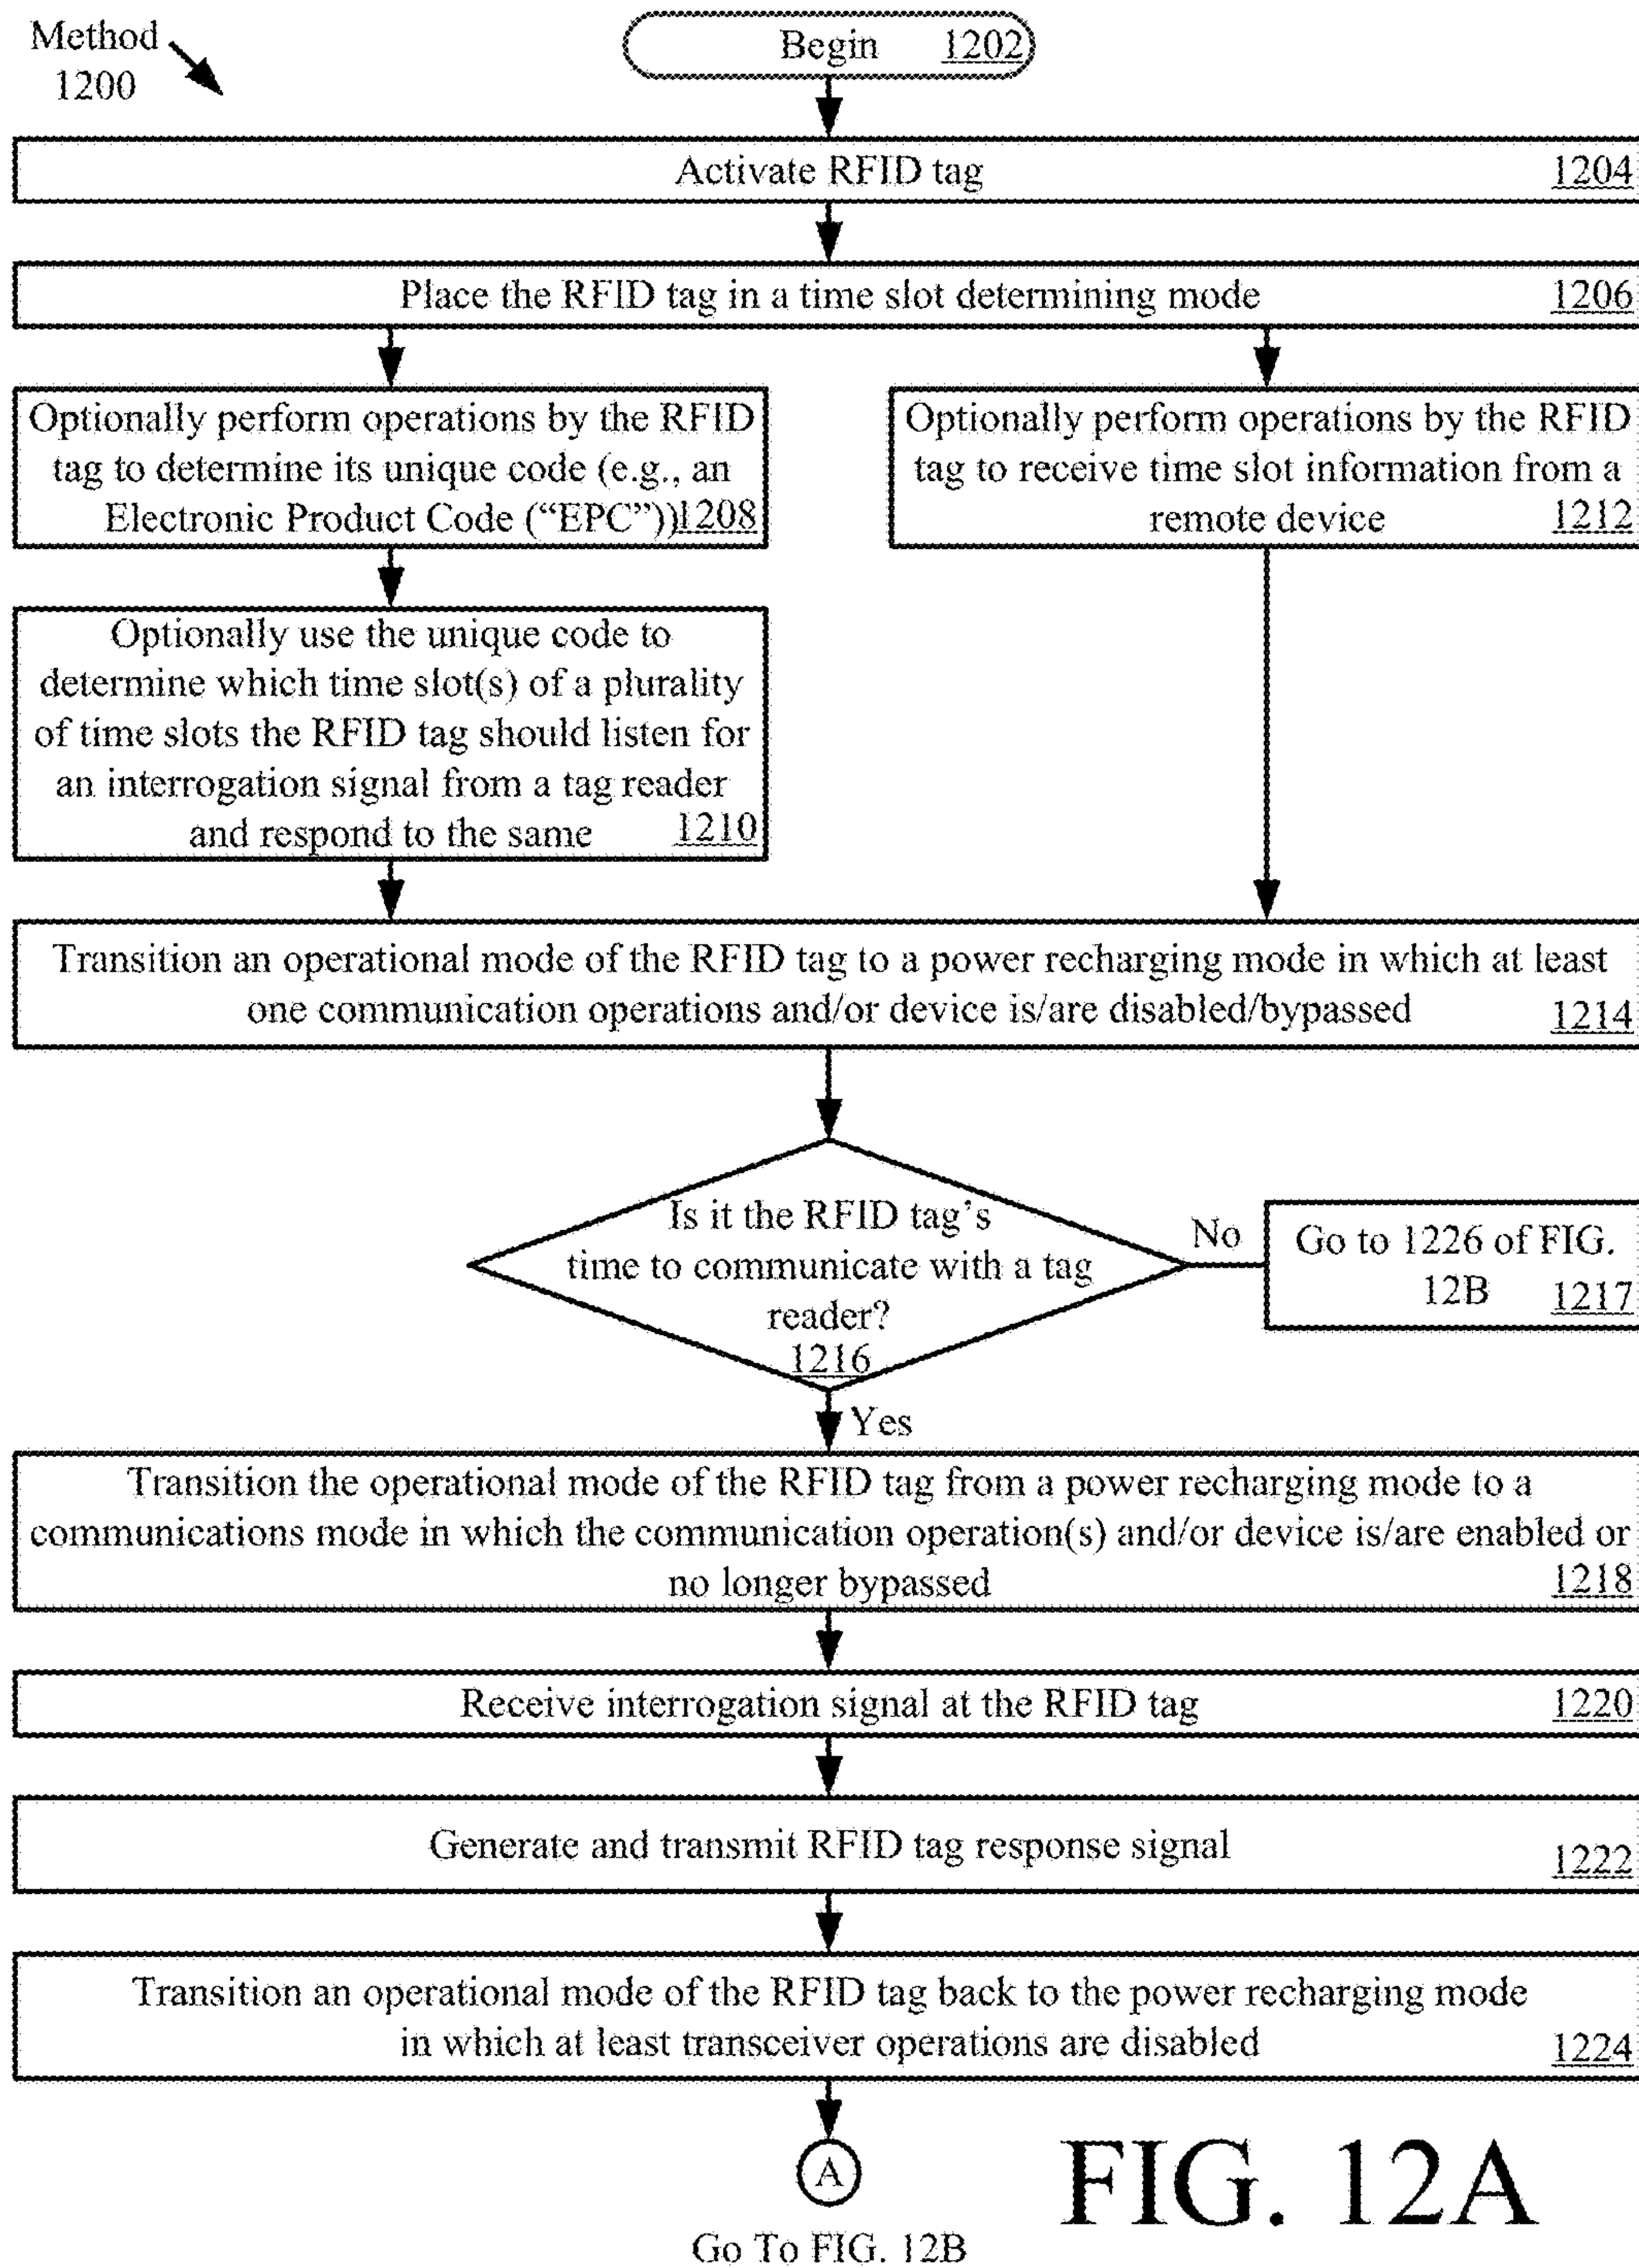 Method
1200
Begin 1202
Activate RFID tag 1204
Place the RFID tag in a time slot determining mode 1206
Optionally perform operations by the RFID
tag to determine its unique code (e.g., an
Electronic Product Code (“EPC”)) 1208
Optionally perform operations by the RFID
tag to receive time slot information from a
remote device 1212
Optionally use the unique code to
determine which time slot(s) of a plurality
of time slots the RFID tag should listen for
an interrogation signal from a tag reader
and respond to the same 1210
Transition an operational mode of the RFID tag to a power recharging mode in which at least
one communication operations and/or device is/are disabled/bypassed 1214
Is it the RFID tag’s
time to communicate with a tag
reader?
1216
No
Go to 1226 of FIG.
12B 1217
Yes
Transition the operational mode of the RFID tag from a power recharging mode to a
communications mode in which the communication operation(s) and/or device is/are enabled or
no longer bypassed 1218
Receive interrogation signal at the RFID tag 1220
Generate and transmit RFID tag response signal 1222
Transition an operational mode of the RFID tag back to the power recharging mode
in which at least transceiver operations are disabled 1224
A
Go To FIG. 12B
FIG. 12A